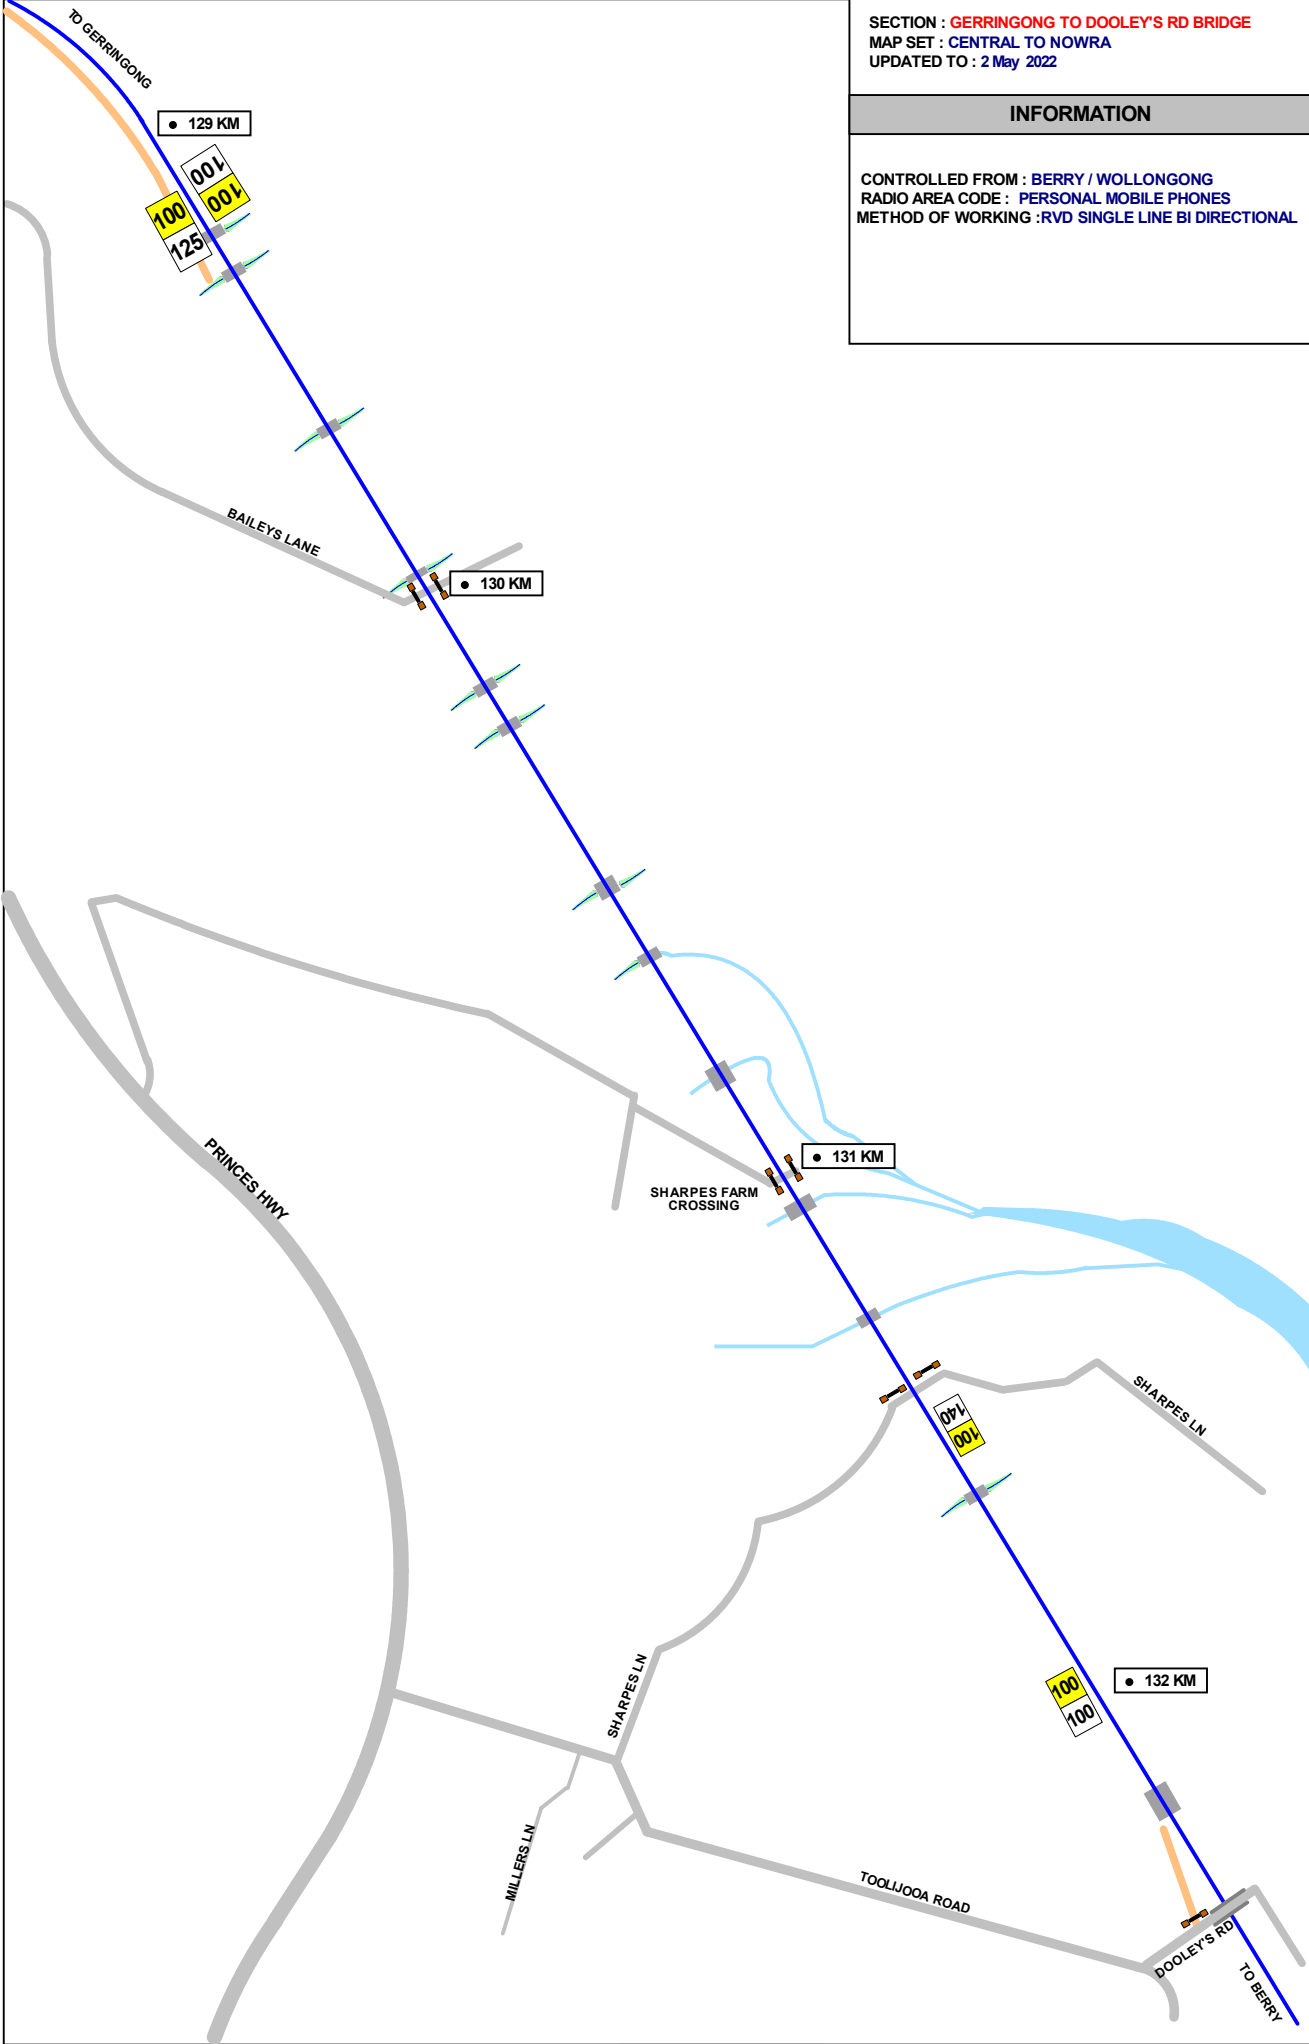 SECTION : GERRINGONG TO DOOLEY'S RD BRIDGE
MAP SET : CENTRAL TO NOWRA
UPDATED TO : 2 May 2022
INFORMATION
CONTROLLED FROM : BERRY / WOLLONGONG
RADIO AREA CODE : PERSONAL MOBILE PHONES
METHOD OF WORKING :RVD SINGLE LINE BI DIRECTIONAL
TO GERRINGONG
129 KM
100
100
100
125
BAILEYS LANE
130 KM
PRINCES HWY
131 KM
SHARPES FARM
CROSSING
SHARPES LN
140
100
SHARPES LN
132 KM
100
100
MILLERS LN
TOOLIJOOA ROAD
DOOLEY'S RD
TO BERRY